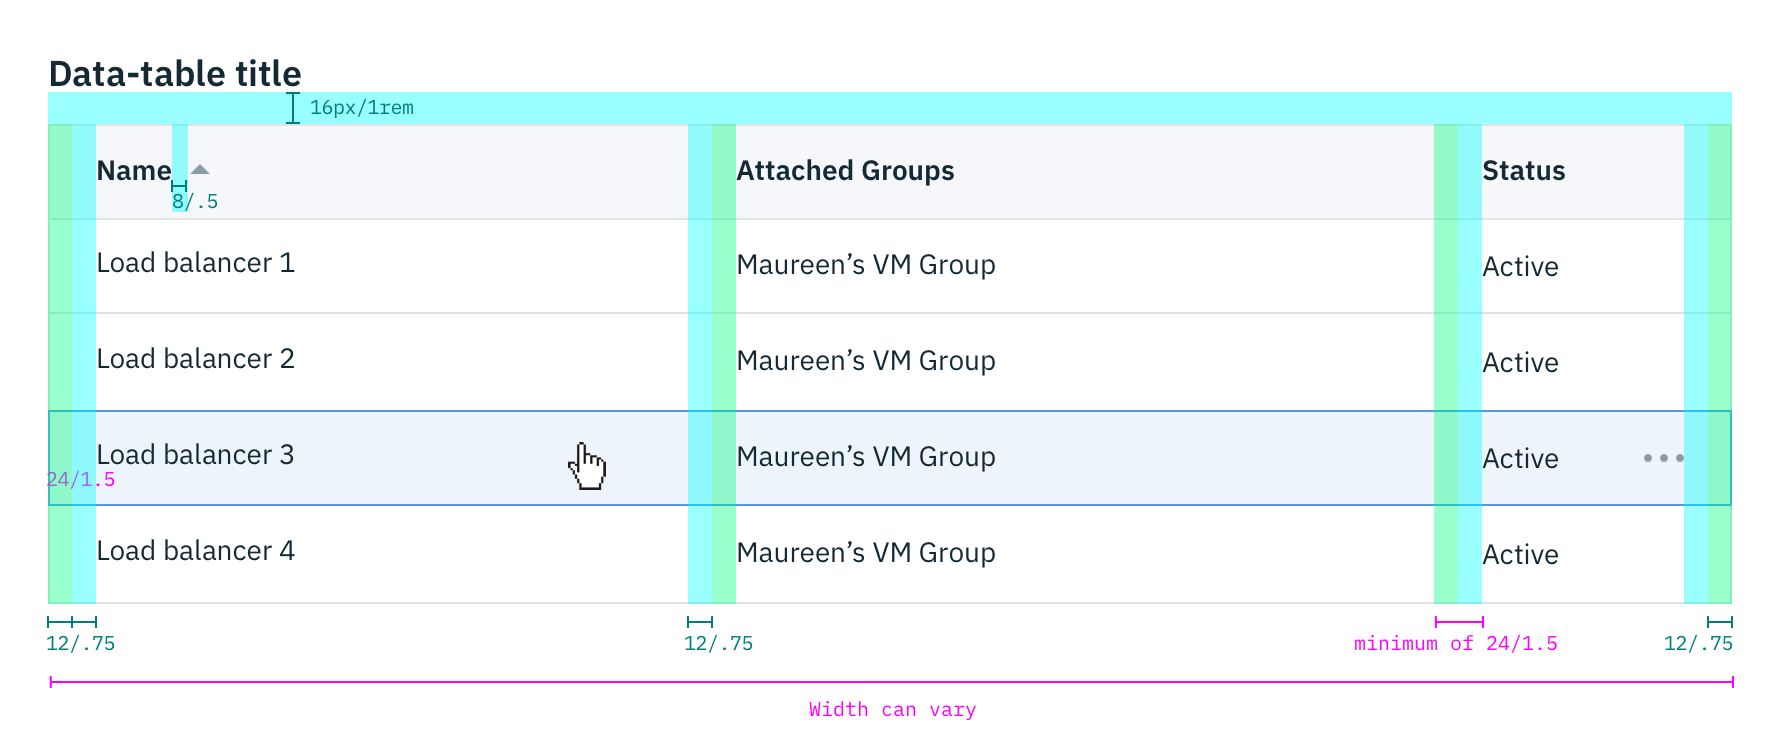 Data-table title
16px/1rem
Name Attached Groups Status
8/.5
Load balancer 1 Maureen’s VM Group Active
Load balancer 2 Maureen’s VM Group Active
Load balancer 3 Maureen’s VM Group Active
24/1.5
Load balancer 4 Maureen’s VM Group Active
12/.75 12/.75 minimum of 24/1.5 12/.75
Width can vary